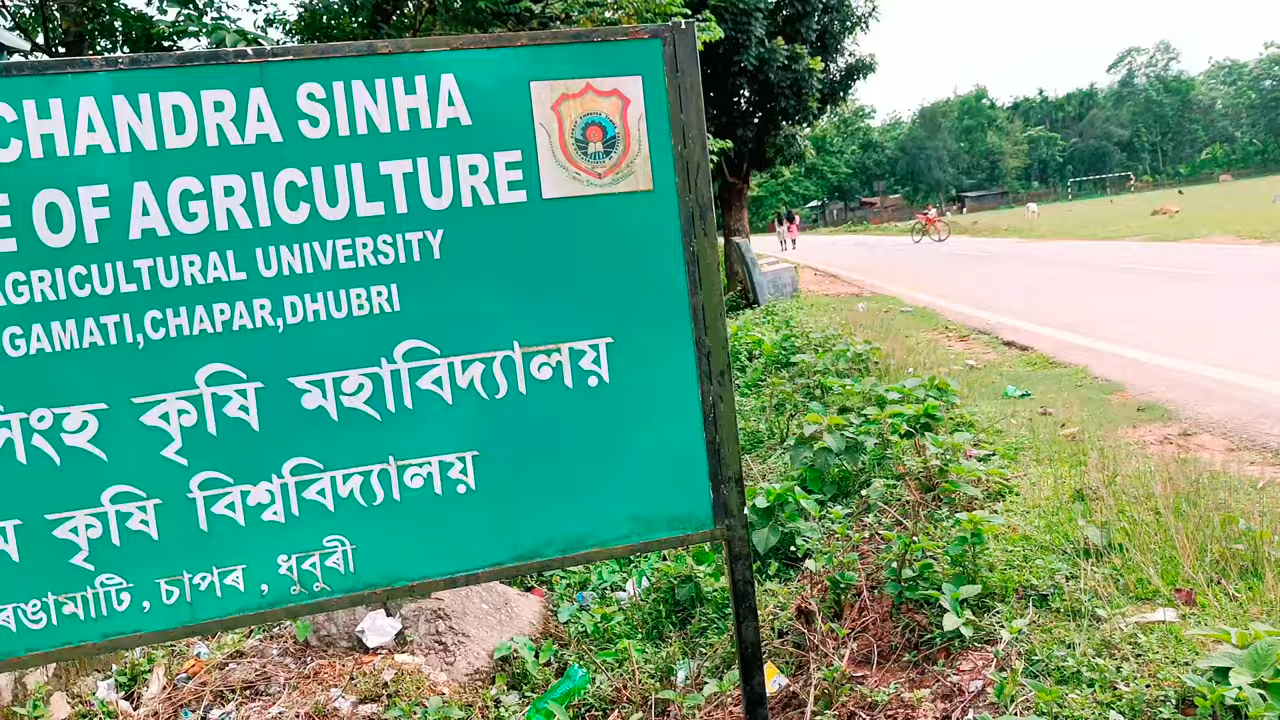 CHANDRA SINHA
E OF AGRICULTURE
AGRICULTURAL UNIVERSITY
GAMATI,CHAPAR,DHUBRI
সিংহ কৃষি মহাবিদ্যালয়
ম কৃষি বিশ্ববিদ্যালয়
ৰঙামাটি, চাপৰ, ধুবুৰী